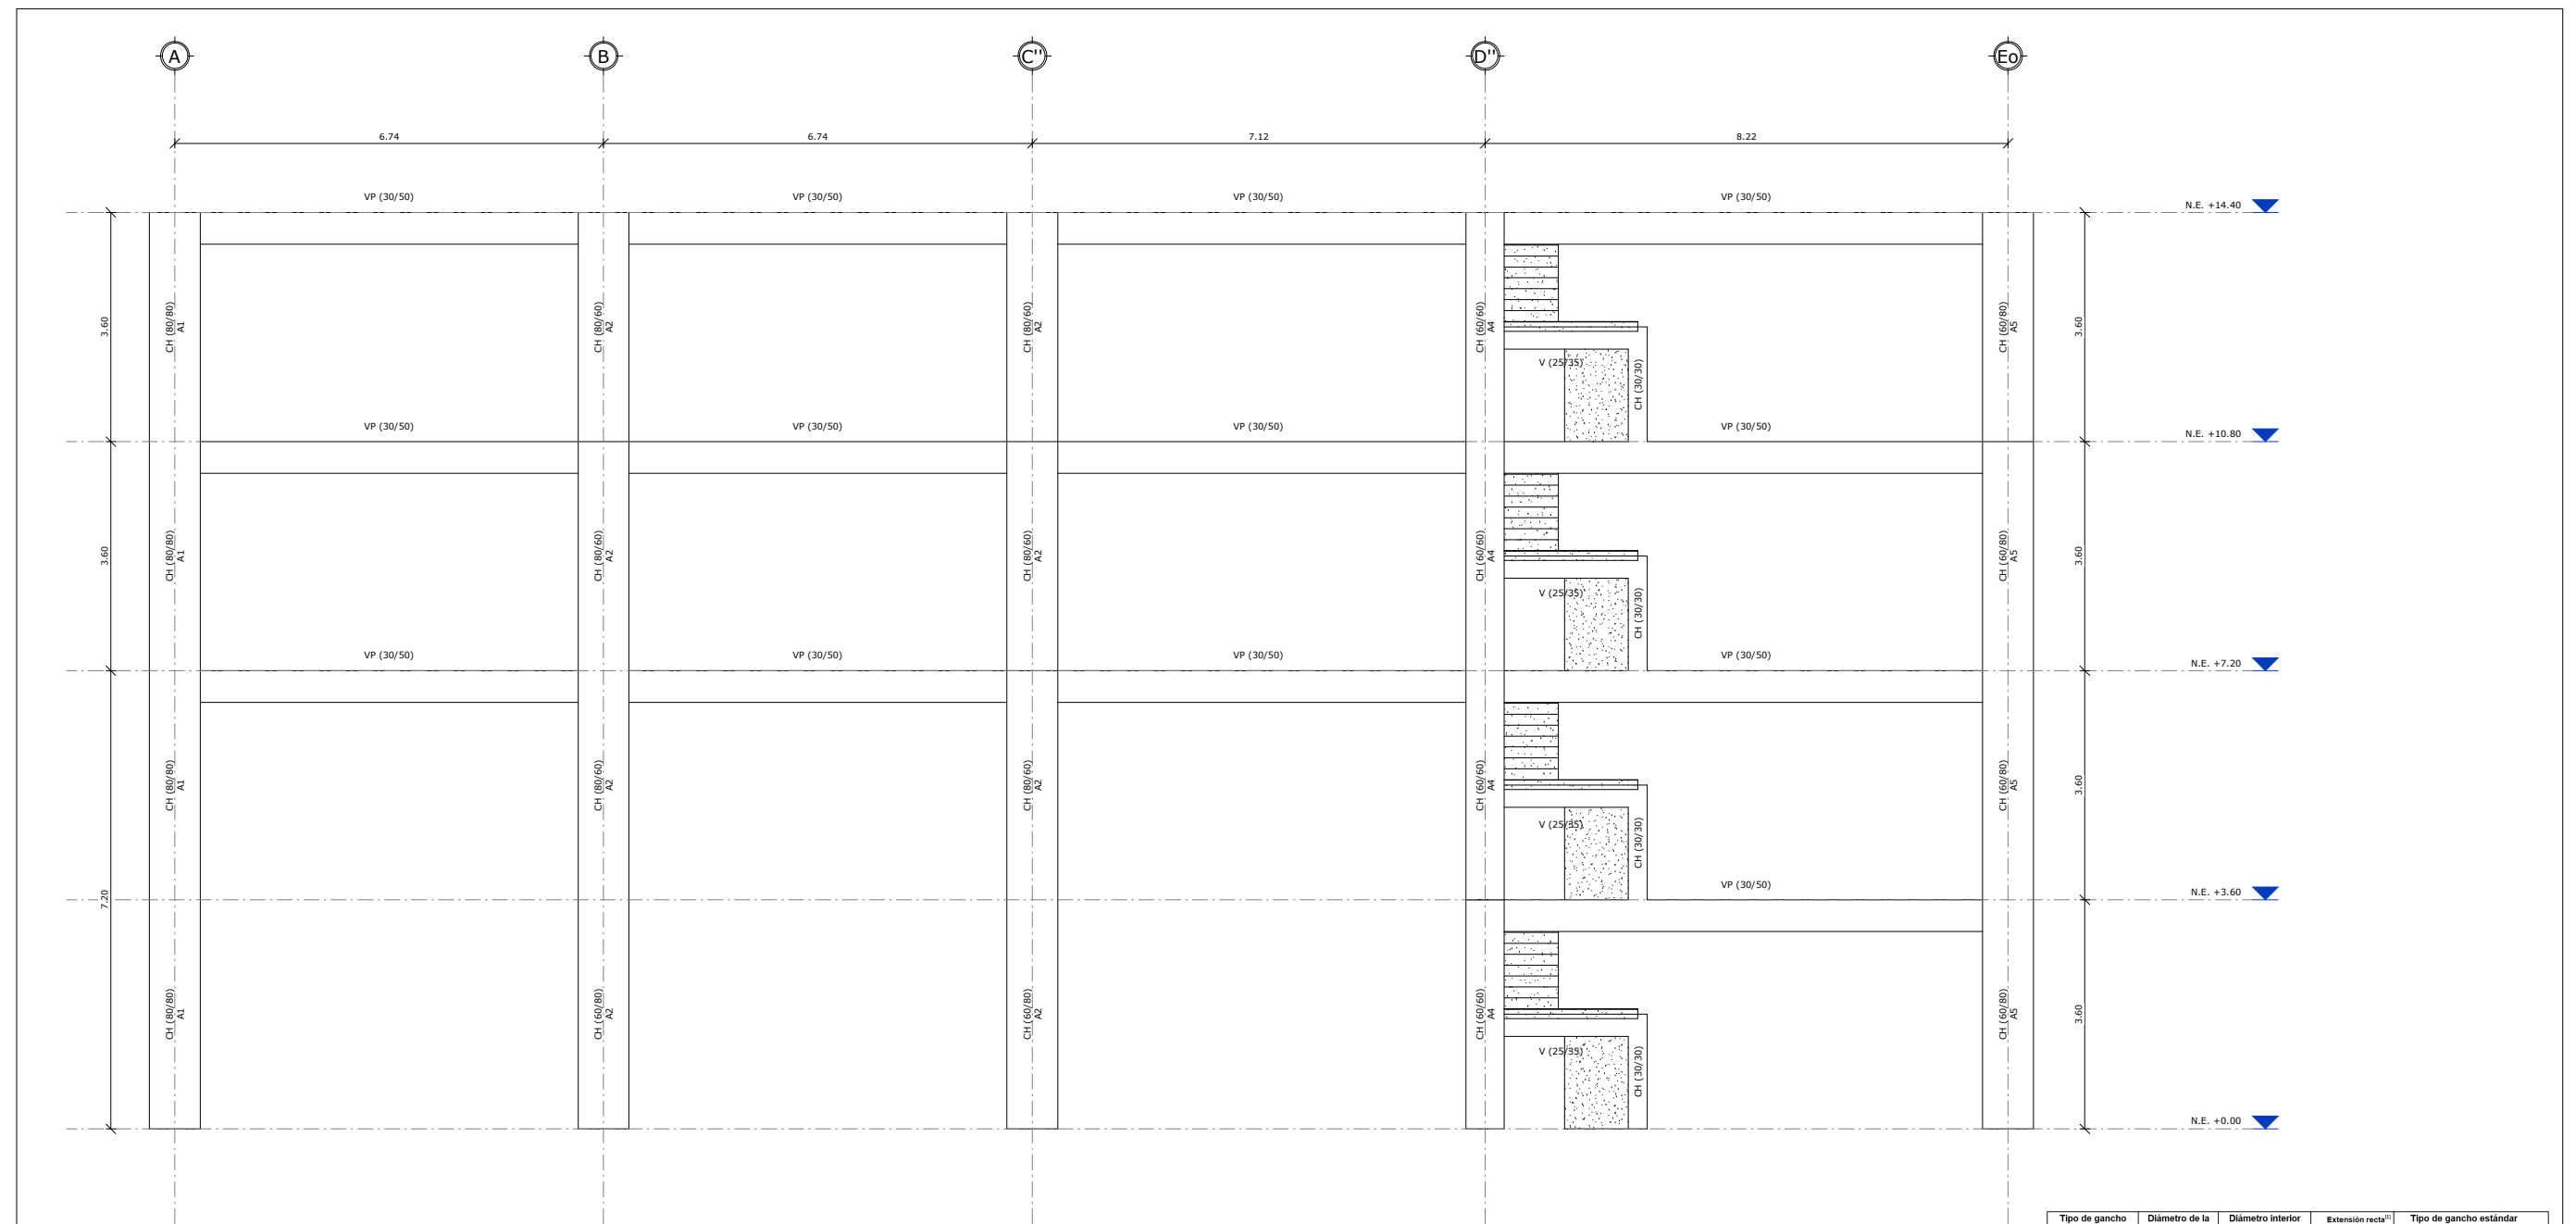 A
B
C''
D''
Eo
6.74
6.74
7.12
8.22
VP (30/50)
VP (30/50)
VP (30/50)
VP (30/50)
N.E. +14.40
3.60
CH (80/80)
A1
CH (80/60)
A2
CH (80/60)
A2
CH (60/60)
A4
V (25/35)
CH (30/30)
CH (60/80)
A5
3.60
VP (30/50)
VP (30/50)
VP (30/50)
VP (30/50)
N.E. +10.80
3.60
CH (80/80)
A1
CH (80/60)
A2
CH (80/60)
A2
CH (60/60)
A4
V (25/35)
CH (30/30)
CH (60/80)
A5
3.60
VP (30/50)
VP (30/50)
VP (30/50)
VP (30/50)
N.E. +7.20
CH (80/80)
A1
CH (80/60)
A2
CH (80/60)
A2
CH (60/60)
A4
V (25/35)
CH (30/30)
CH (60/80)
A5
3.60
7.20
VP (30/50)
N.E. +3.60
CH (80/80)
A1
CH (60/80)
A2
CH (60/80)
A2
CH (60/60)
A4
V (25/35)
CH (30/30)
CH (60/80)
A5
3.60
N.E. +0.00
Tipo de gancho
Diámetro de la
Diámetro interior
Extensión recta[1]
Tipo de gancho estándar